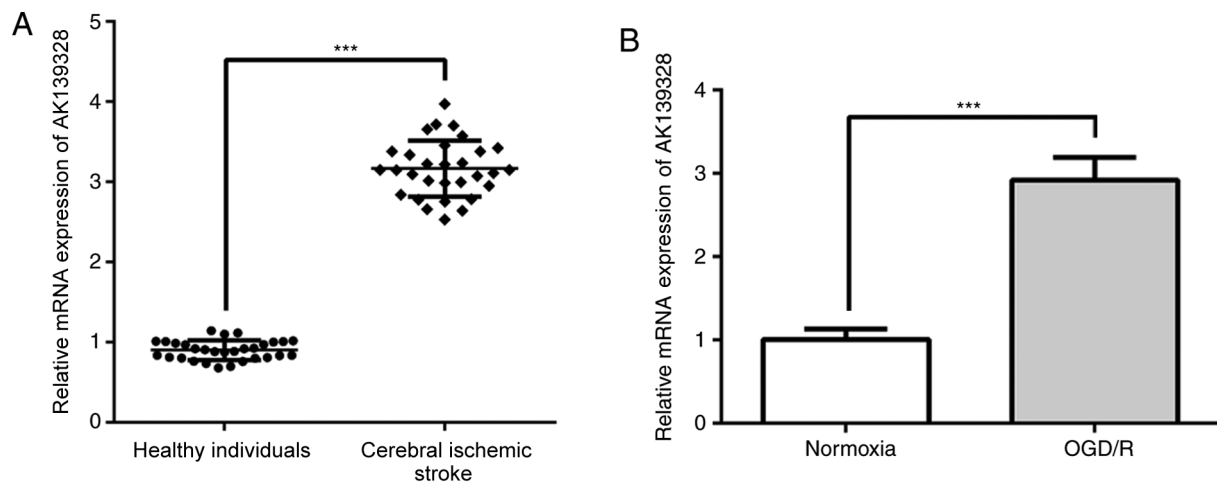 A
Relative mRNA expression of AK139328
5
4
3
2
1
0
***
Healthy individuals
Cerebral ischemic
stroke
B
Relative mRNA expression of AK139328
4
3
2
1
0
***
Normoxia
OGD/R